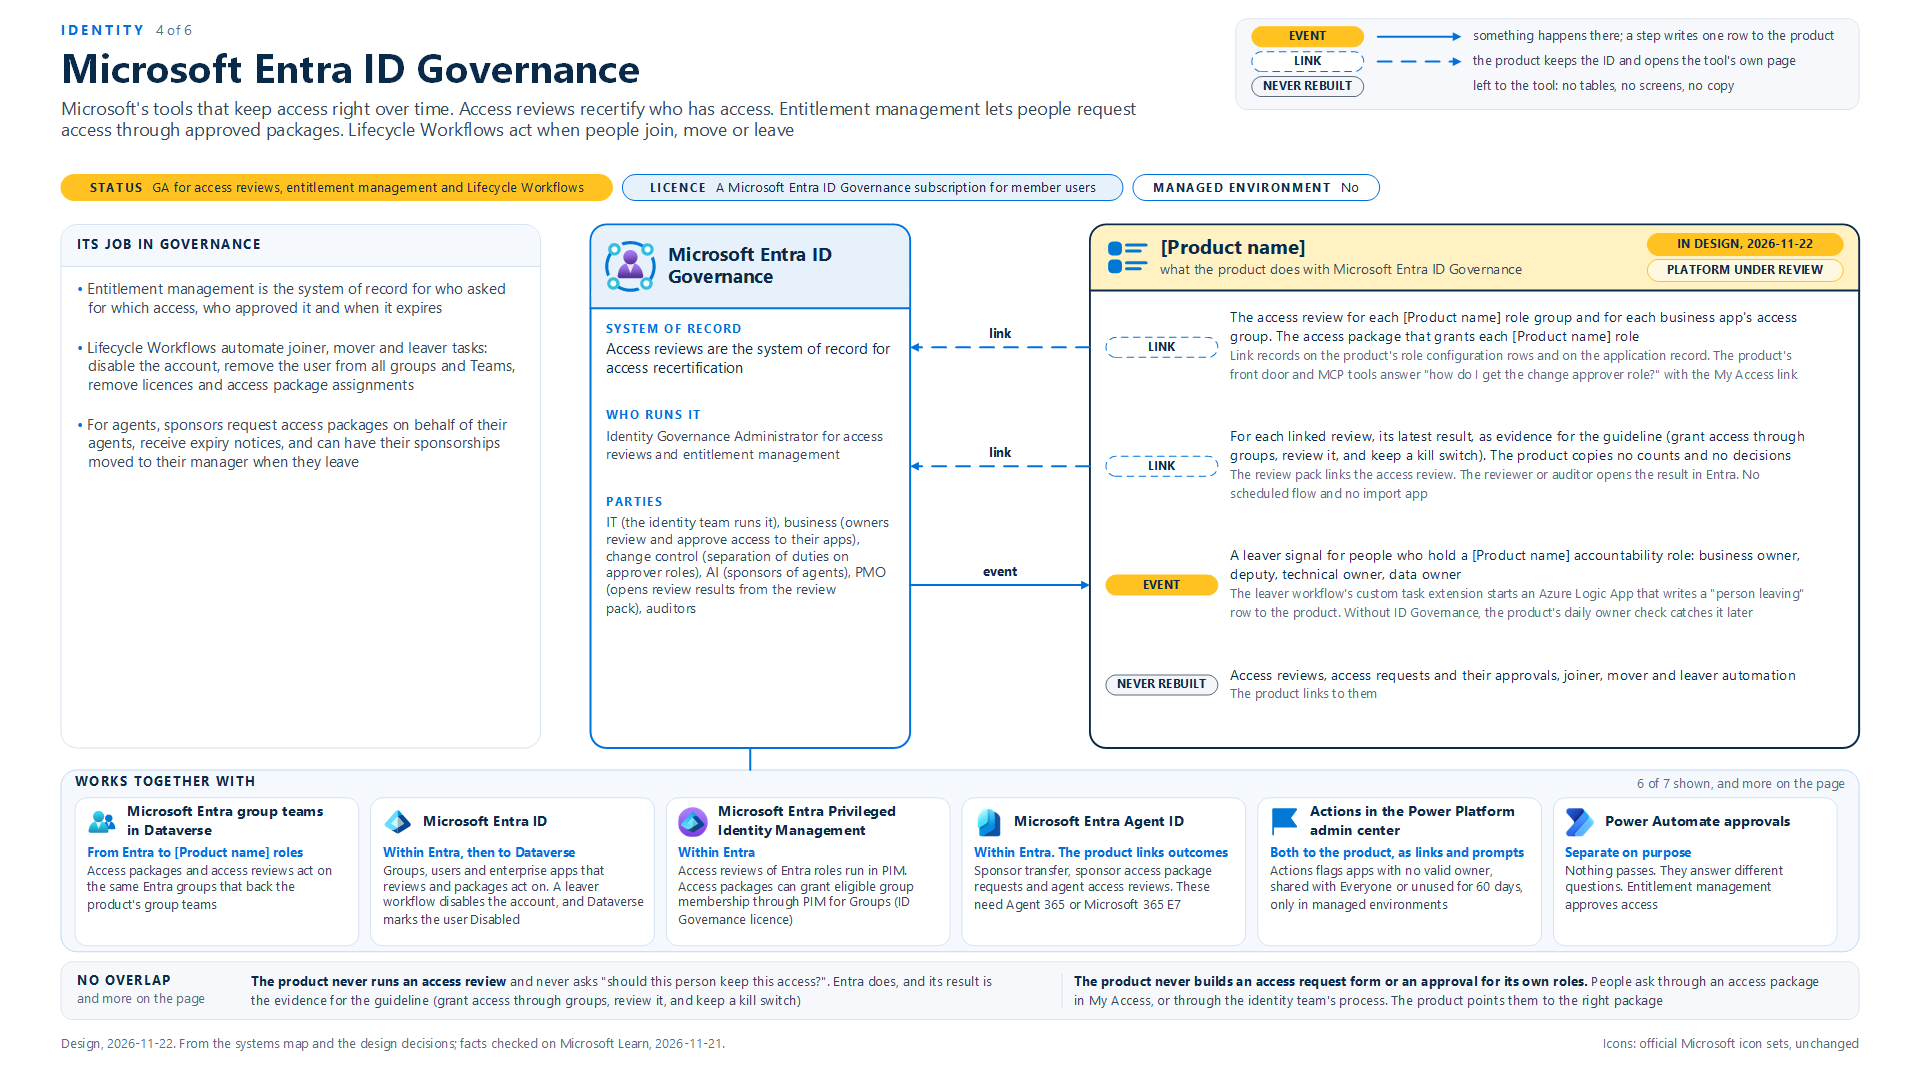 IDENTITY 4 of 6
Microsoft Entra ID Governance
Microsoft's tools that keep access right over time. Access reviews recertify who has access. Entitlement management lets people request
access through approved packages. Lifecycle Workflows act when people join, move or leave
EVENT
something happens there; a step writes one row to the product
LINK
the product keeps the ID and opens the tool's own page
NEVER REBUILT
left to the tool: no tables, no screens, no copy
STATUS GA for access reviews, entitlement management and Lifecycle Workflows
LICENCE A Microsoft Entra ID Governance subscription for member users
MANAGED ENVIRONMENT No
ITS JOB IN GOVERNANCE
• Entitlement management is the system of record for who asked
for which access, who approved it and when it expires
• Lifecycle Workflows automate joiner, mover and leaver tasks:
disable the account, remove the user from all groups and Teams,
remove licences and access package assignments
• For agents, sponsors request access packages on behalf of their
agents, receive expiry notices, and can have their sponsorships
moved to their manager when they leave
Microsoft Entra ID
Governance
SYSTEM OF RECORD
Access reviews are the system of record for
access recertification
WHO RUNS IT
Identity Governance Administrator for access
reviews and entitlement management
PARTIES
IT (the identity team runs it), business (owners
review and approve access to their apps),
change control (separation of duties on
approver roles), AI (sponsors of agents), PMO
(opens review results from the review
pack), auditors
link
link
event
[Product name]
what the product does with Microsoft Entra ID Governance
IN DESIGN, 2026-11-22
PLATFORM UNDER REVIEW
LINK
The access review for each [Product name] role group and for each business app's access
group. The access package that grants each [Product name] role
Link records on the product's role configuration rows and on the application record. The product's
front door and MCP tools answer "how do I get the change approver role?" with the My Access link
LINK
For each linked review, its latest result, as evidence for the guideline (grant access through
groups, review it, and keep a kill switch). The product copies no counts and no decisions
The review pack links the access review. The reviewer or auditor opens the result in Entra. No
scheduled flow and no import app
EVENT
A leaver signal for people who hold a [Product name] accountability role: business owner,
deputy, technical owner, data owner
The leaver workflow's custom task extension starts an Azure Logic App that writes a "person leaving"
row to the product. Without ID Governance, the product's daily owner check catches it later
NEVER REBUILT
Access reviews, access requests and their approvals, joiner, mover and leaver automation
The product links to them
WORKS TOGETHER WITH
6 of 7 shown, and more on the page
Microsoft Entra group teams
in Dataverse
From Entra to [Product name] roles
Access packages and access reviews act on
the same Entra groups that back the
product's group teams
Microsoft Entra ID
Within Entra, then to Dataverse
Groups, users and enterprise apps that
reviews and packages act on. A leaver
workflow disables the account, and Dataverse
marks the user Disabled
Microsoft Entra Privileged
Identity Management
Within Entra
Access reviews of Entra roles run in PIM.
Access packages can grant eligible group
membership through PIM for Groups (ID
Governance licence)
Microsoft Entra Agent ID
Within Entra. The product links outcomes
Sponsor transfer, sponsor access package
requests and agent access reviews. These
need Agent 365 or Microsoft 365 E7
Actions in the Power Platform
admin center
Both to the product, as links and prompts
Actions flags apps with no valid owner,
shared with Everyone or unused for 60 days,
only in managed environments
Power Automate approvals
Separate on purpose
Nothing passes. They answer different
questions. Entitlement management
approves access
NO OVERLAP
and more on the page
The product never runs an access review and never asks "should this person keep this access?". Entra does, and its result is
the evidence for the guideline (grant access through groups, review it, and keep a kill switch)
The product never builds an access request form or an approval for its own roles. People ask through an access package
in My Access, or through the identity team's process. The product points them to the right package
Design, 2026-11-22. From the systems map and the design decisions; facts checked on Microsoft Learn, 2026-11-21.
Icons: official Microsoft icon sets, unchanged